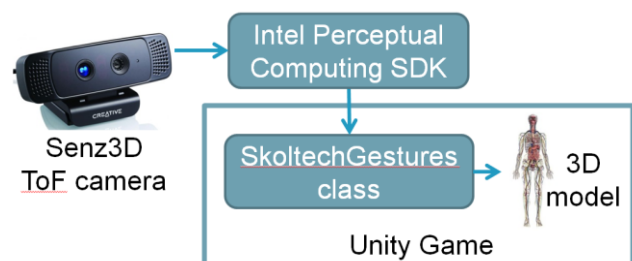 Intel Perceptual
Computing SDK
CREATIVE
Senz3D
ToF camera
SkoltechGestures
class
3D
model
Unity Game